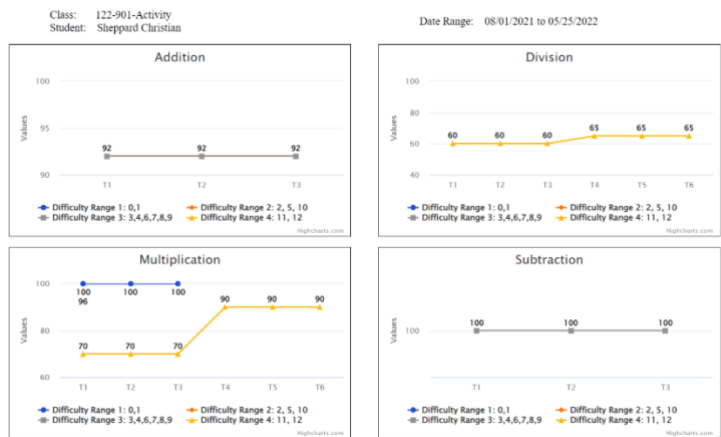 Class: 122-901-Activity
Student: Sheppard Christian
Date Range: 08/01/2021 to 05/25/2022
Addition
100
95
90
Values
92 92 92
T1 T2 T3
Difficulty Range 1: 0,1 Difficulty Range 2: 2, 5, 10
Difficulty Range 3: 3,4,6,7,8,9 Difficulty Range 4: 11, 12
Highcharts.com
Division
100
80
60
40
Values
60 60 60 65 65 65
T1 T2 T3 T4 T5 T6
Difficulty Range 1: 0,1 Difficulty Range 2: 2, 5, 10
Difficulty Range 3: 3,4,6,7,8,9 Difficulty Range 4: 11, 12
Highcharts.com
Multiplication
100
80
60
Values
100 100 100
96
70 70 70 90 90 90
T1 T2 T3 T4 T5 T6
Difficulty Range 1: 0,1 Difficulty Range 2: 2, 5, 10
Difficulty Range 3: 3,4,6,7,8,9 Difficulty Range 4: 11, 12
Highcharts.com
Subtraction
100
Values
100 100 100
T1 T2 T3
Difficulty Range 1: 0,1 Difficulty Range 2: 2, 5, 10
Difficulty Range 3: 3,4,6,7,8,9 Difficulty Range 4: 11, 12
Highcharts.com